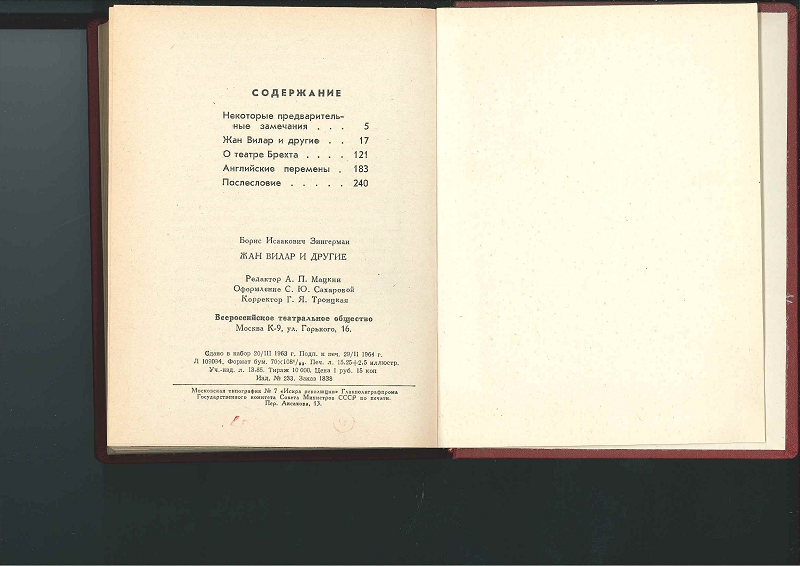 СОДЕРЖАНИЕ
Некоторые предваритель-
ные замечания . . . 5
Жан Вилар и другие . . 17
О театре Брехта . . . . 121
Английские перемены . 183
Послесловие . . . . . 240
Борис Исаакович Зингерман
ЖАН ВИЛАР И ДРУГИЕ
Редактор А. П. Мацкин
Оформление С. Ю. Сахаровой
Корректор Г. Я. Троицкая
Всероссийское театральное общество
Москва К-9, ул. Горького, 16.
Сдано в набор 20/III 1963 г. Подп. к печ. 29/II 1964 г.
Л 109034. Формат бум. 70×108¹/₃₂. Печ. л. 15.25+2.5 иллюстр.
Уч.-изд. л. 13.85. Тираж 10 000. Цена 1 руб. 15 коп
Изд. № 233. Заказ 1838
Московская типография № 7 «Искра революции» Главполиграфпрома
Государственного комитета Совета Министров СССР по печати.
Пер. Аксакова, 13.